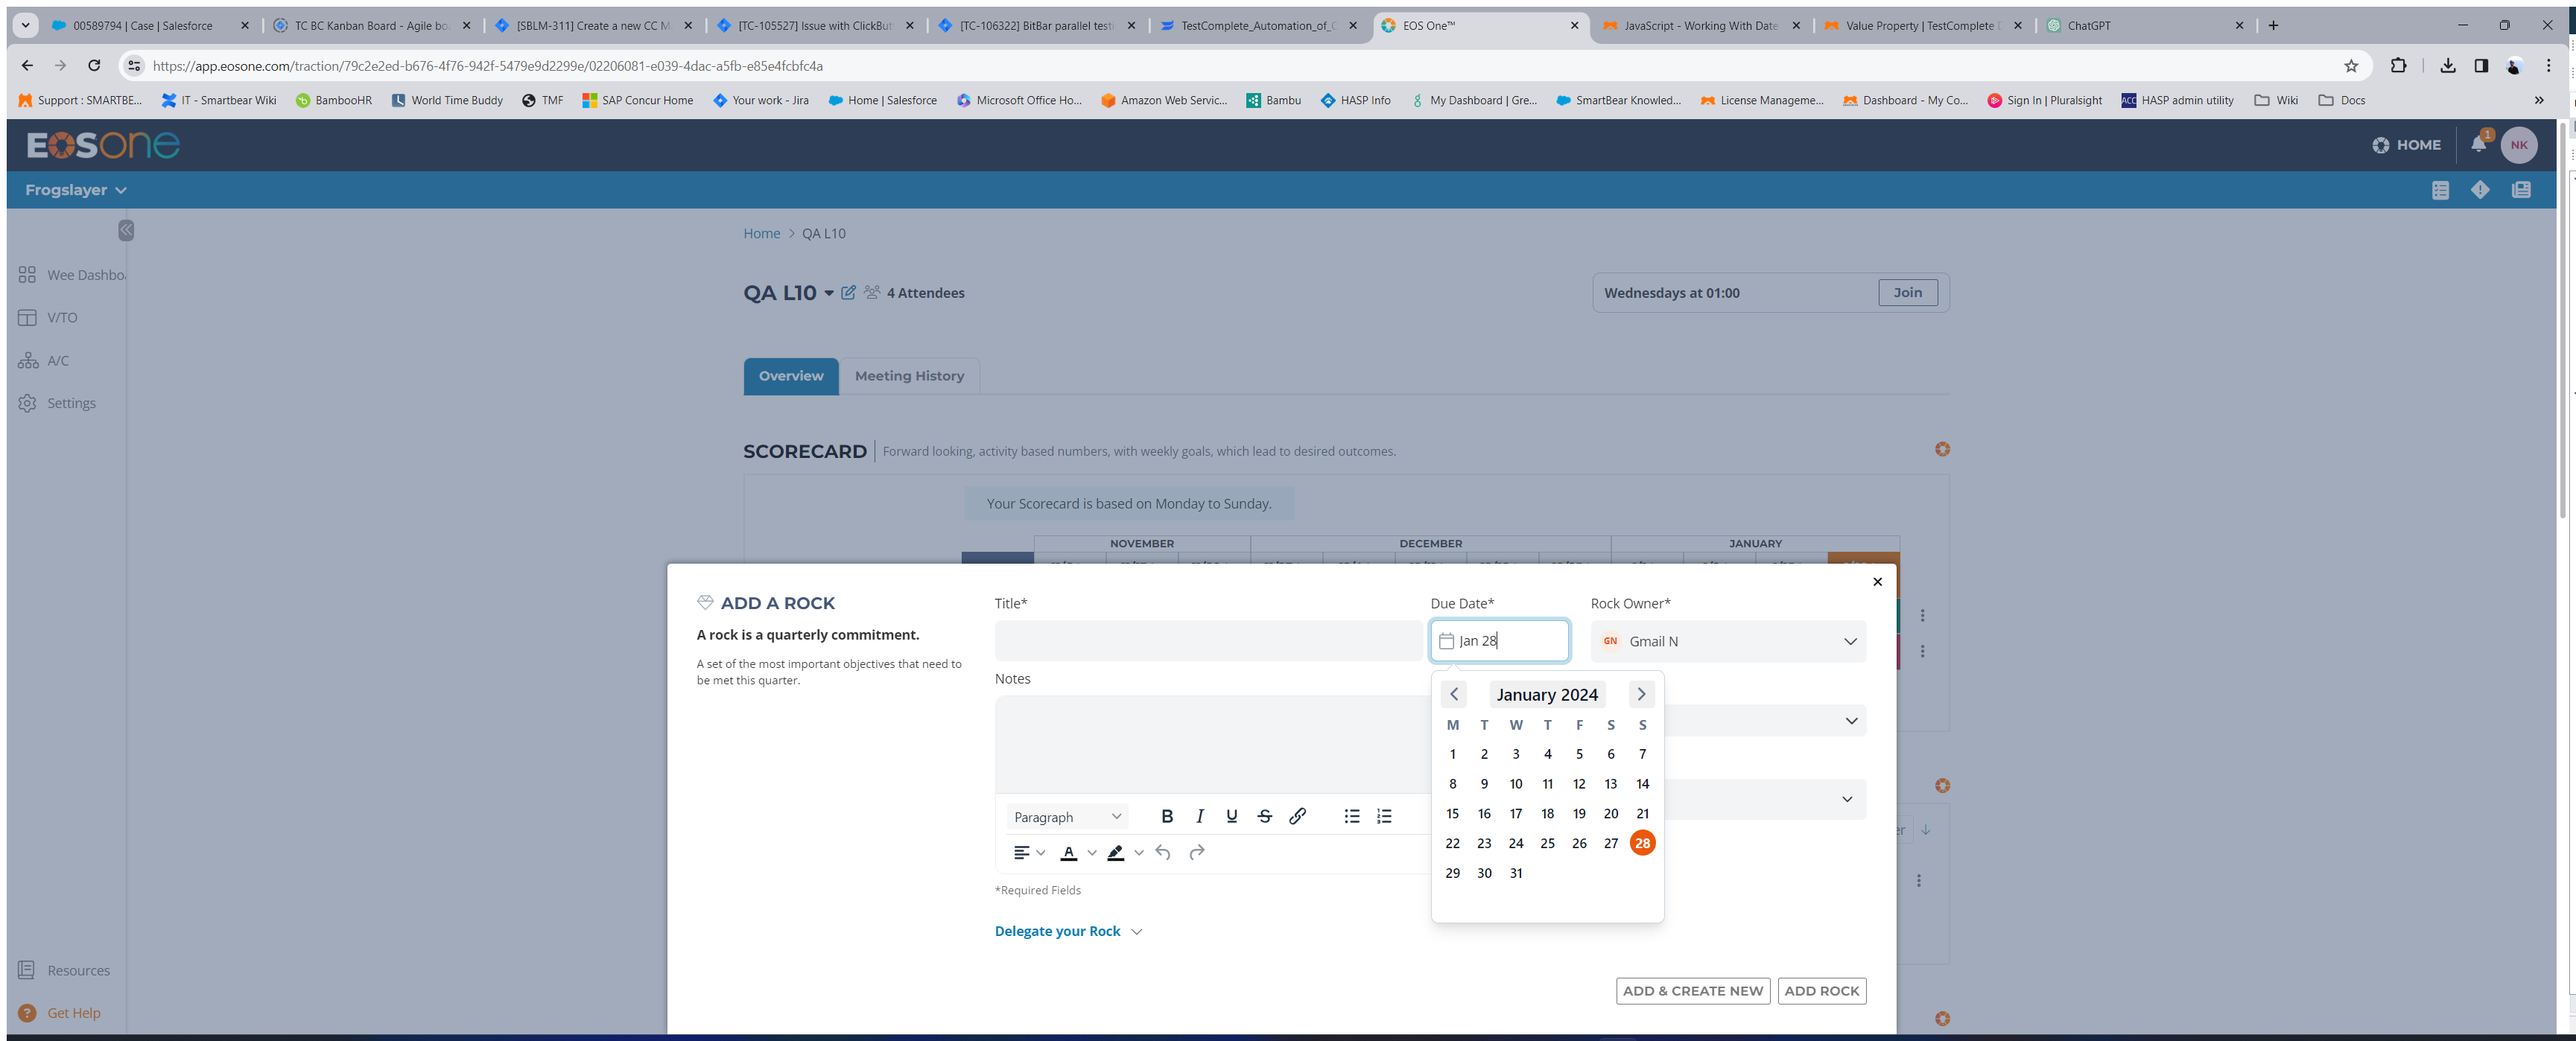 00589794 | Case | Salesforce
TC BC Kanban Board - Agile bo
[SBLM-311] Create a new CC M
[TC-105527] Issue with ClickBut
[TC-106322] BitBar parallel testi
TestComplete_Automation_of_C
EOS One™
JavaScript - Working With Date
Value Property | TestComplete D
ChatGPT
https://app.eosone.com/traction/79c2e2ed-b676-4f76-942f-5479e9d2299e/02206081-e039-4dac-a5fb-e85e4fcbfc4a
Support : SMARTBE...
IT - Smartbear Wiki
BambooHR
World Time Buddy
TMF
SAP Concur Home
Your work - Jira
Home | Salesforce
Microsoft Office Ho...
Amazon Web Servic...
Bambu
HASP Info
My Dashboard | Gre...
SmartBear Knowled...
License Manageme...
Dashboard - My Co...
Sign In | Pluralsight
ACC HASP admin utility
Wiki
Docs
EOSone
HOME
1
NK
Frogslayer
Home > QA L10
Wee Dashbo
V/TO
A/C
Settings
Resources
Get Help
QA L10
4 Attendees
Wednesdays at 01:00
Join
Overview
Meeting History
SCORECARD
Forward looking, activity based numbers, with weekly goals, which lead to desired outcomes.
Your Scorecard is based on Monday to Sunday.
NOVEMBER DECEMBER JANUARY
ADD A ROCK
A rock is a quarterly commitment.
A set of the most important objectives that need to
be met this quarter.
Title*
Due Date*
Rock Owner*
Jan 28
GN Gmail N
Notes
January 2024
M T W T F S S
1 2 3 4 5 6 7
8 9 10 11 12 13 14
15 16 17 18 19 20 21
22 23 24 25 26 27 28
29 30 31
Paragraph
B I U S
A
*Required Fields
Delegate your Rock
ADD & CREATE NEW
ADD ROCK
er